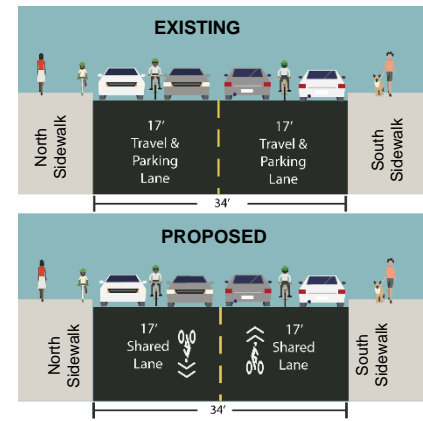 EXISTING
North
Sidewalk
17'
Travel &
Parking
Lane
17'
Travel &
Parking
Lane
South
Sidewalk
34'
PROPOSED
North
Sidewalk
17'
Shared
Lane
17'
Shared
Lane
South
Sidewalk
34'